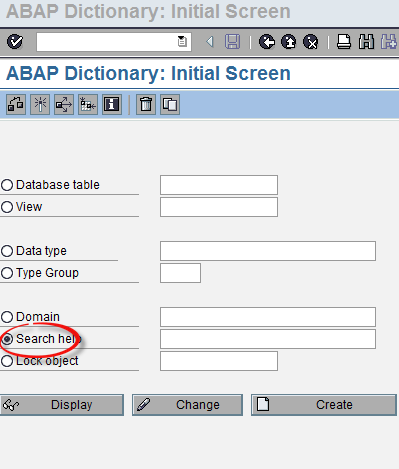 ABAP Dictionary: Initial Screen
ABAP Dictionary: Initial Screen
Database table
View
Data type
Type Group
Domain
Search help
Lock object
Display Change Create